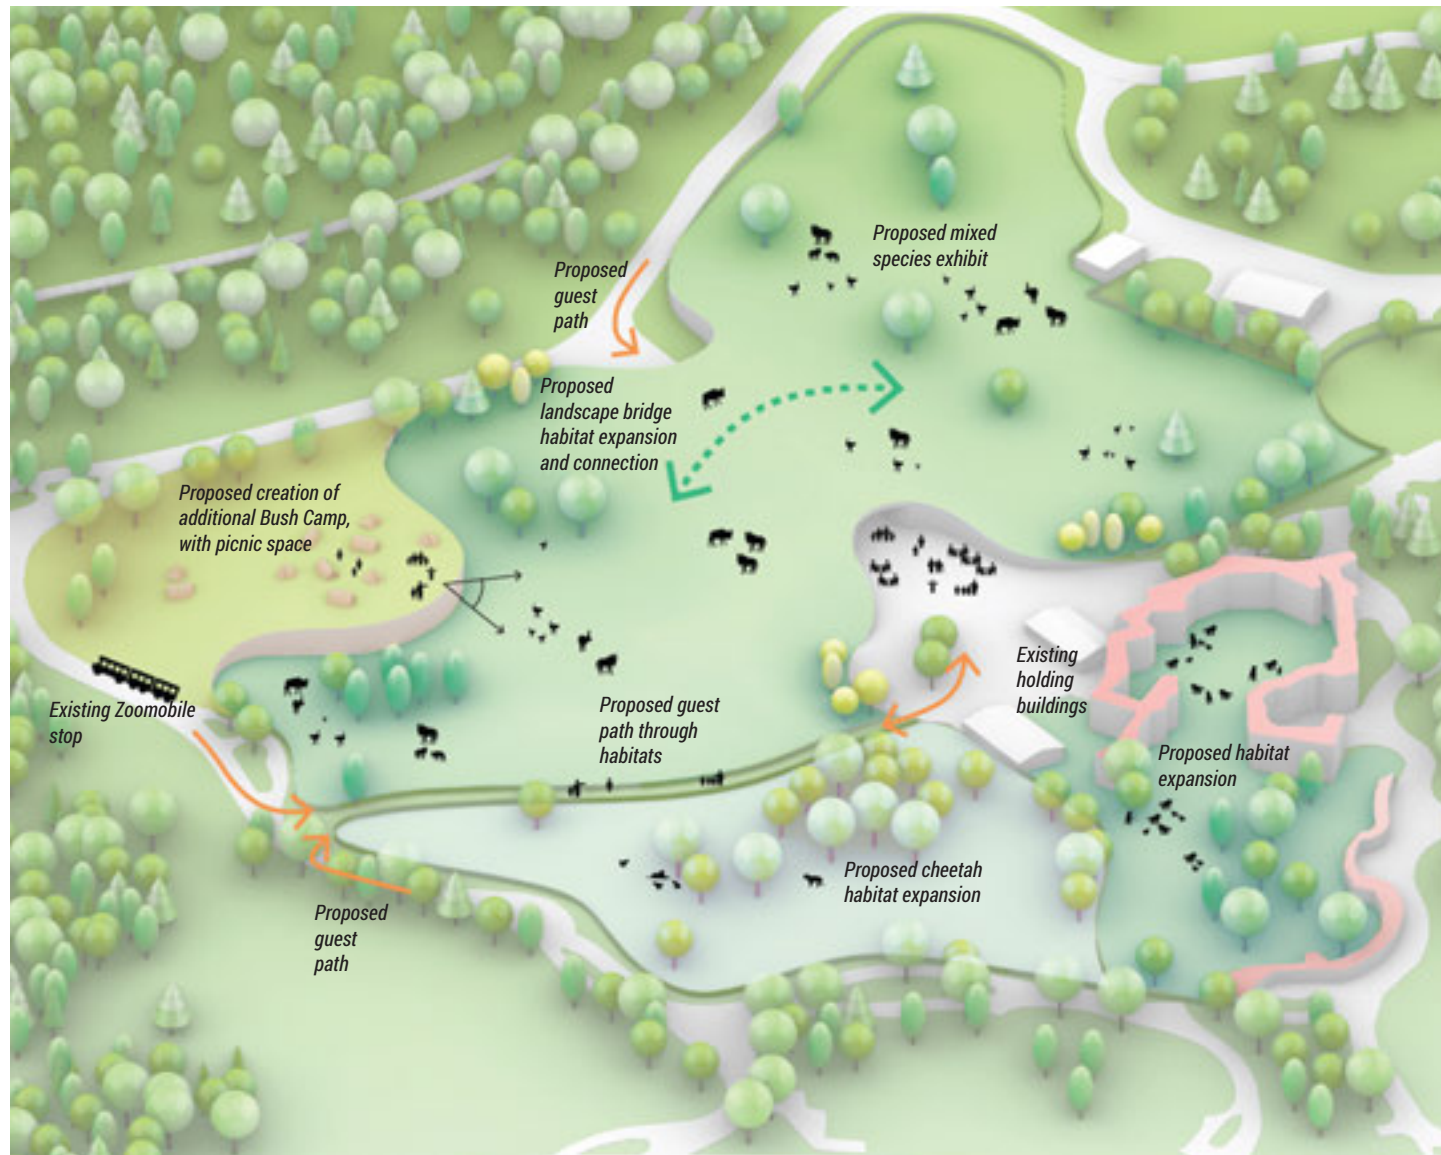 Proposed mixed
species exhibit
Proposed
guest
path
Proposed
landscape bridge
habitat expansion
and connection
Proposed creation of
additional Bush Camp,
with picnic space
Existing
holding
buildings
Existing Zoomobile
stop
Proposed guest
path through
habitats
Proposed habitat
expansion
Proposed cheetah
habitat expansion
Proposed
guest
path